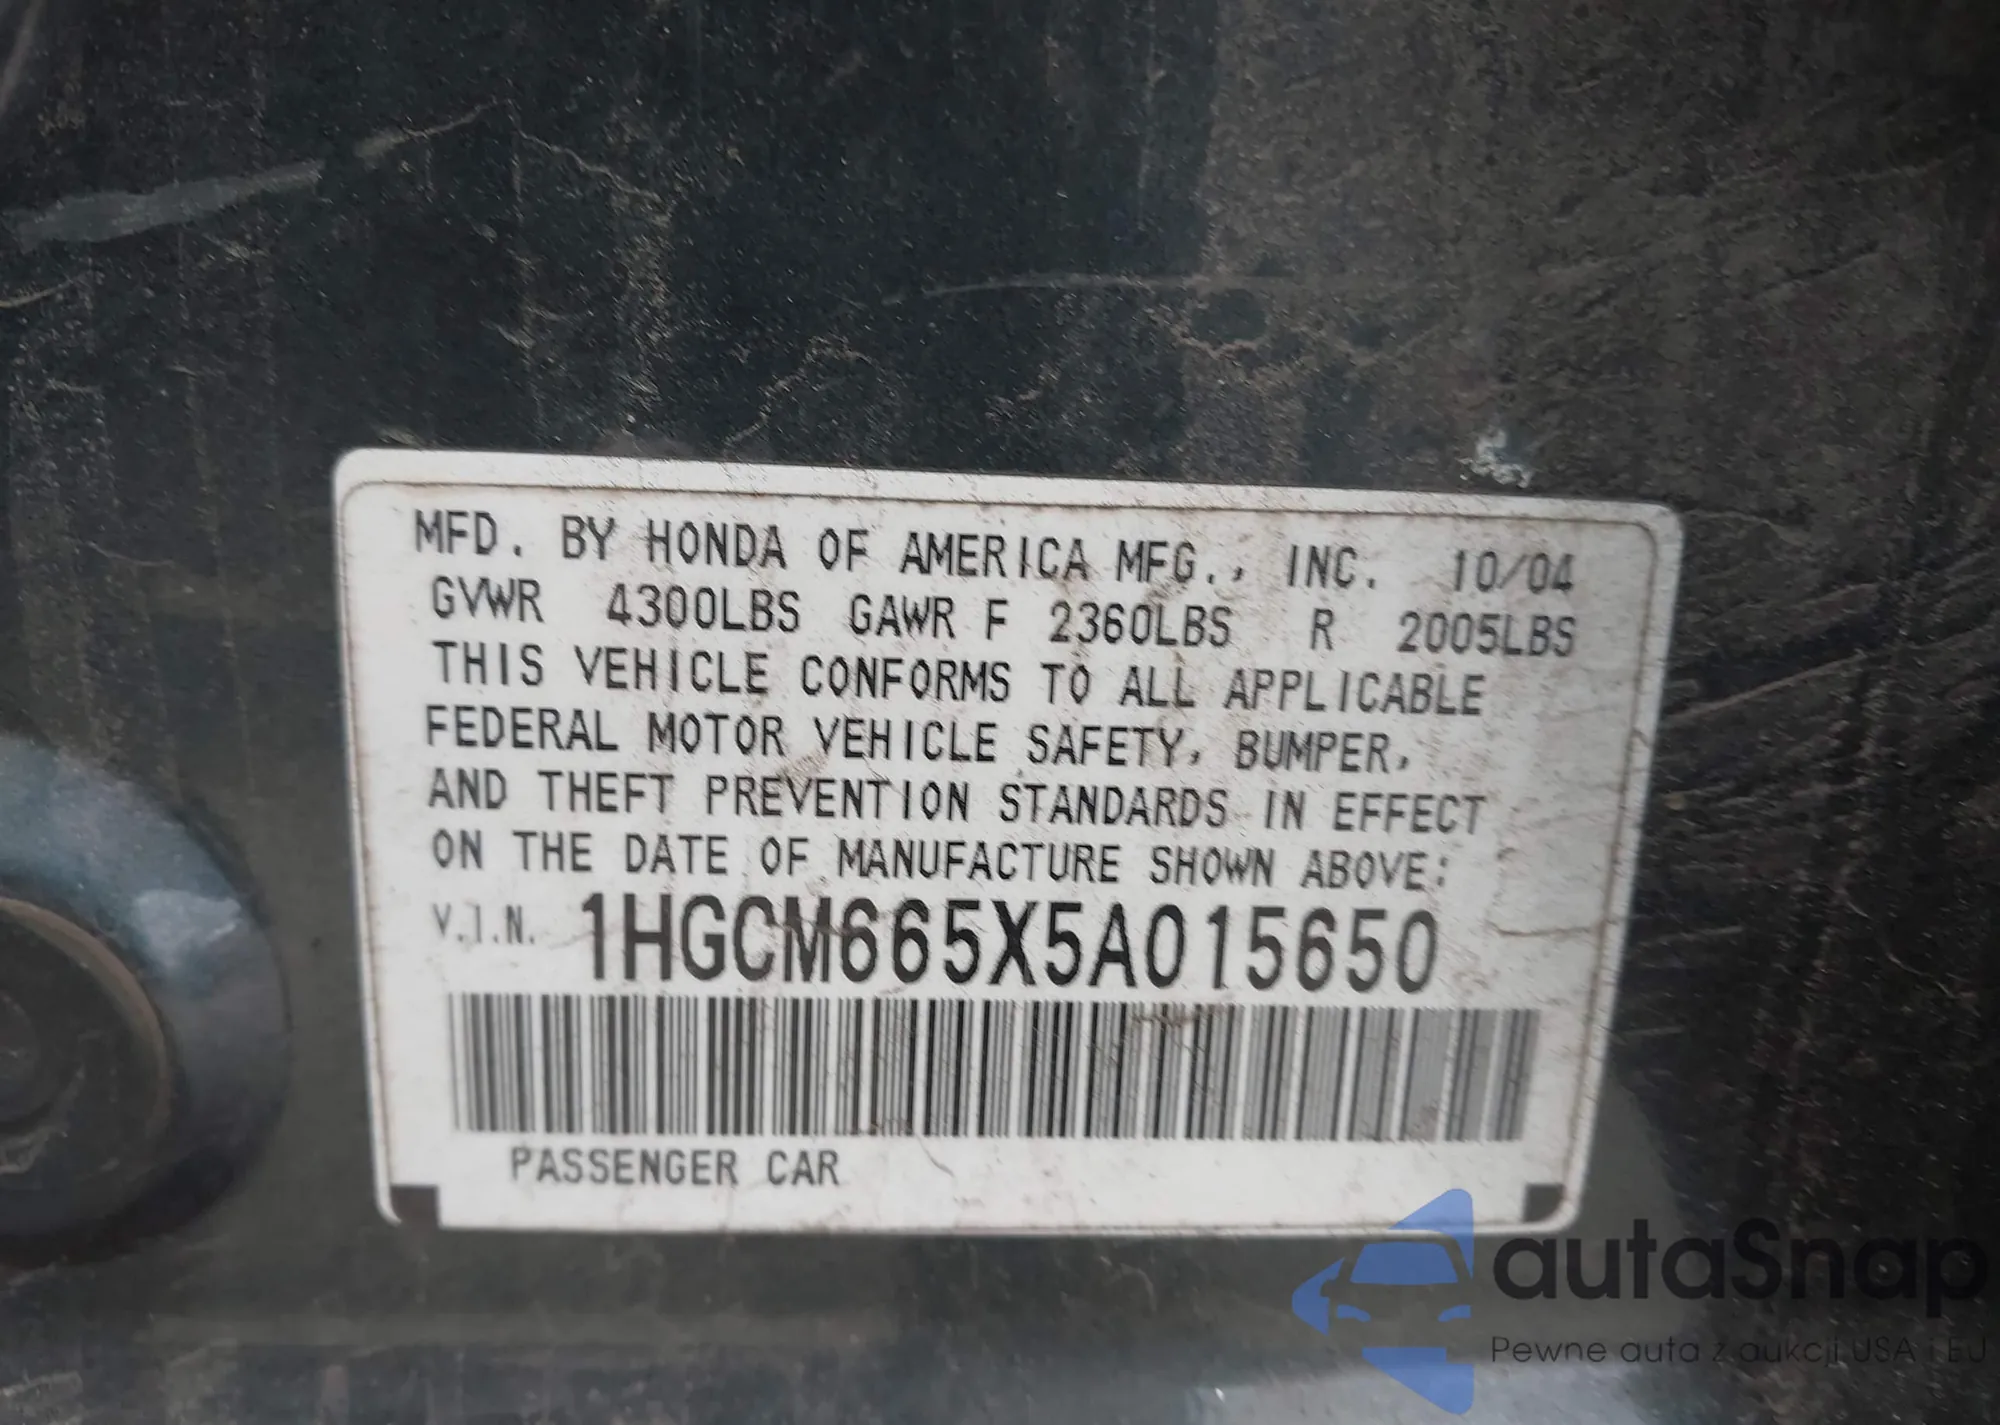 MFD. BY HONDA OF AMERICA MFG., INC. 10/04
GVWR 4300LBS GAWR F 2360LBS R 2005LBS
THIS VEHICLE CONFORMS TO ALL APPLICABLE
FEDERAL MOTOR VEHICLE SAFETY, BUMPER,
AND THEFT PREVENTION STANDARDS IN EFFECT
ON THE DATE OF MANUFACTURE SHOWN ABOVE:
V.I.N. 1HGCM665X5A015650
PASSENGER CAR
autaSnap
Pewne auta z aukcji USA i EU